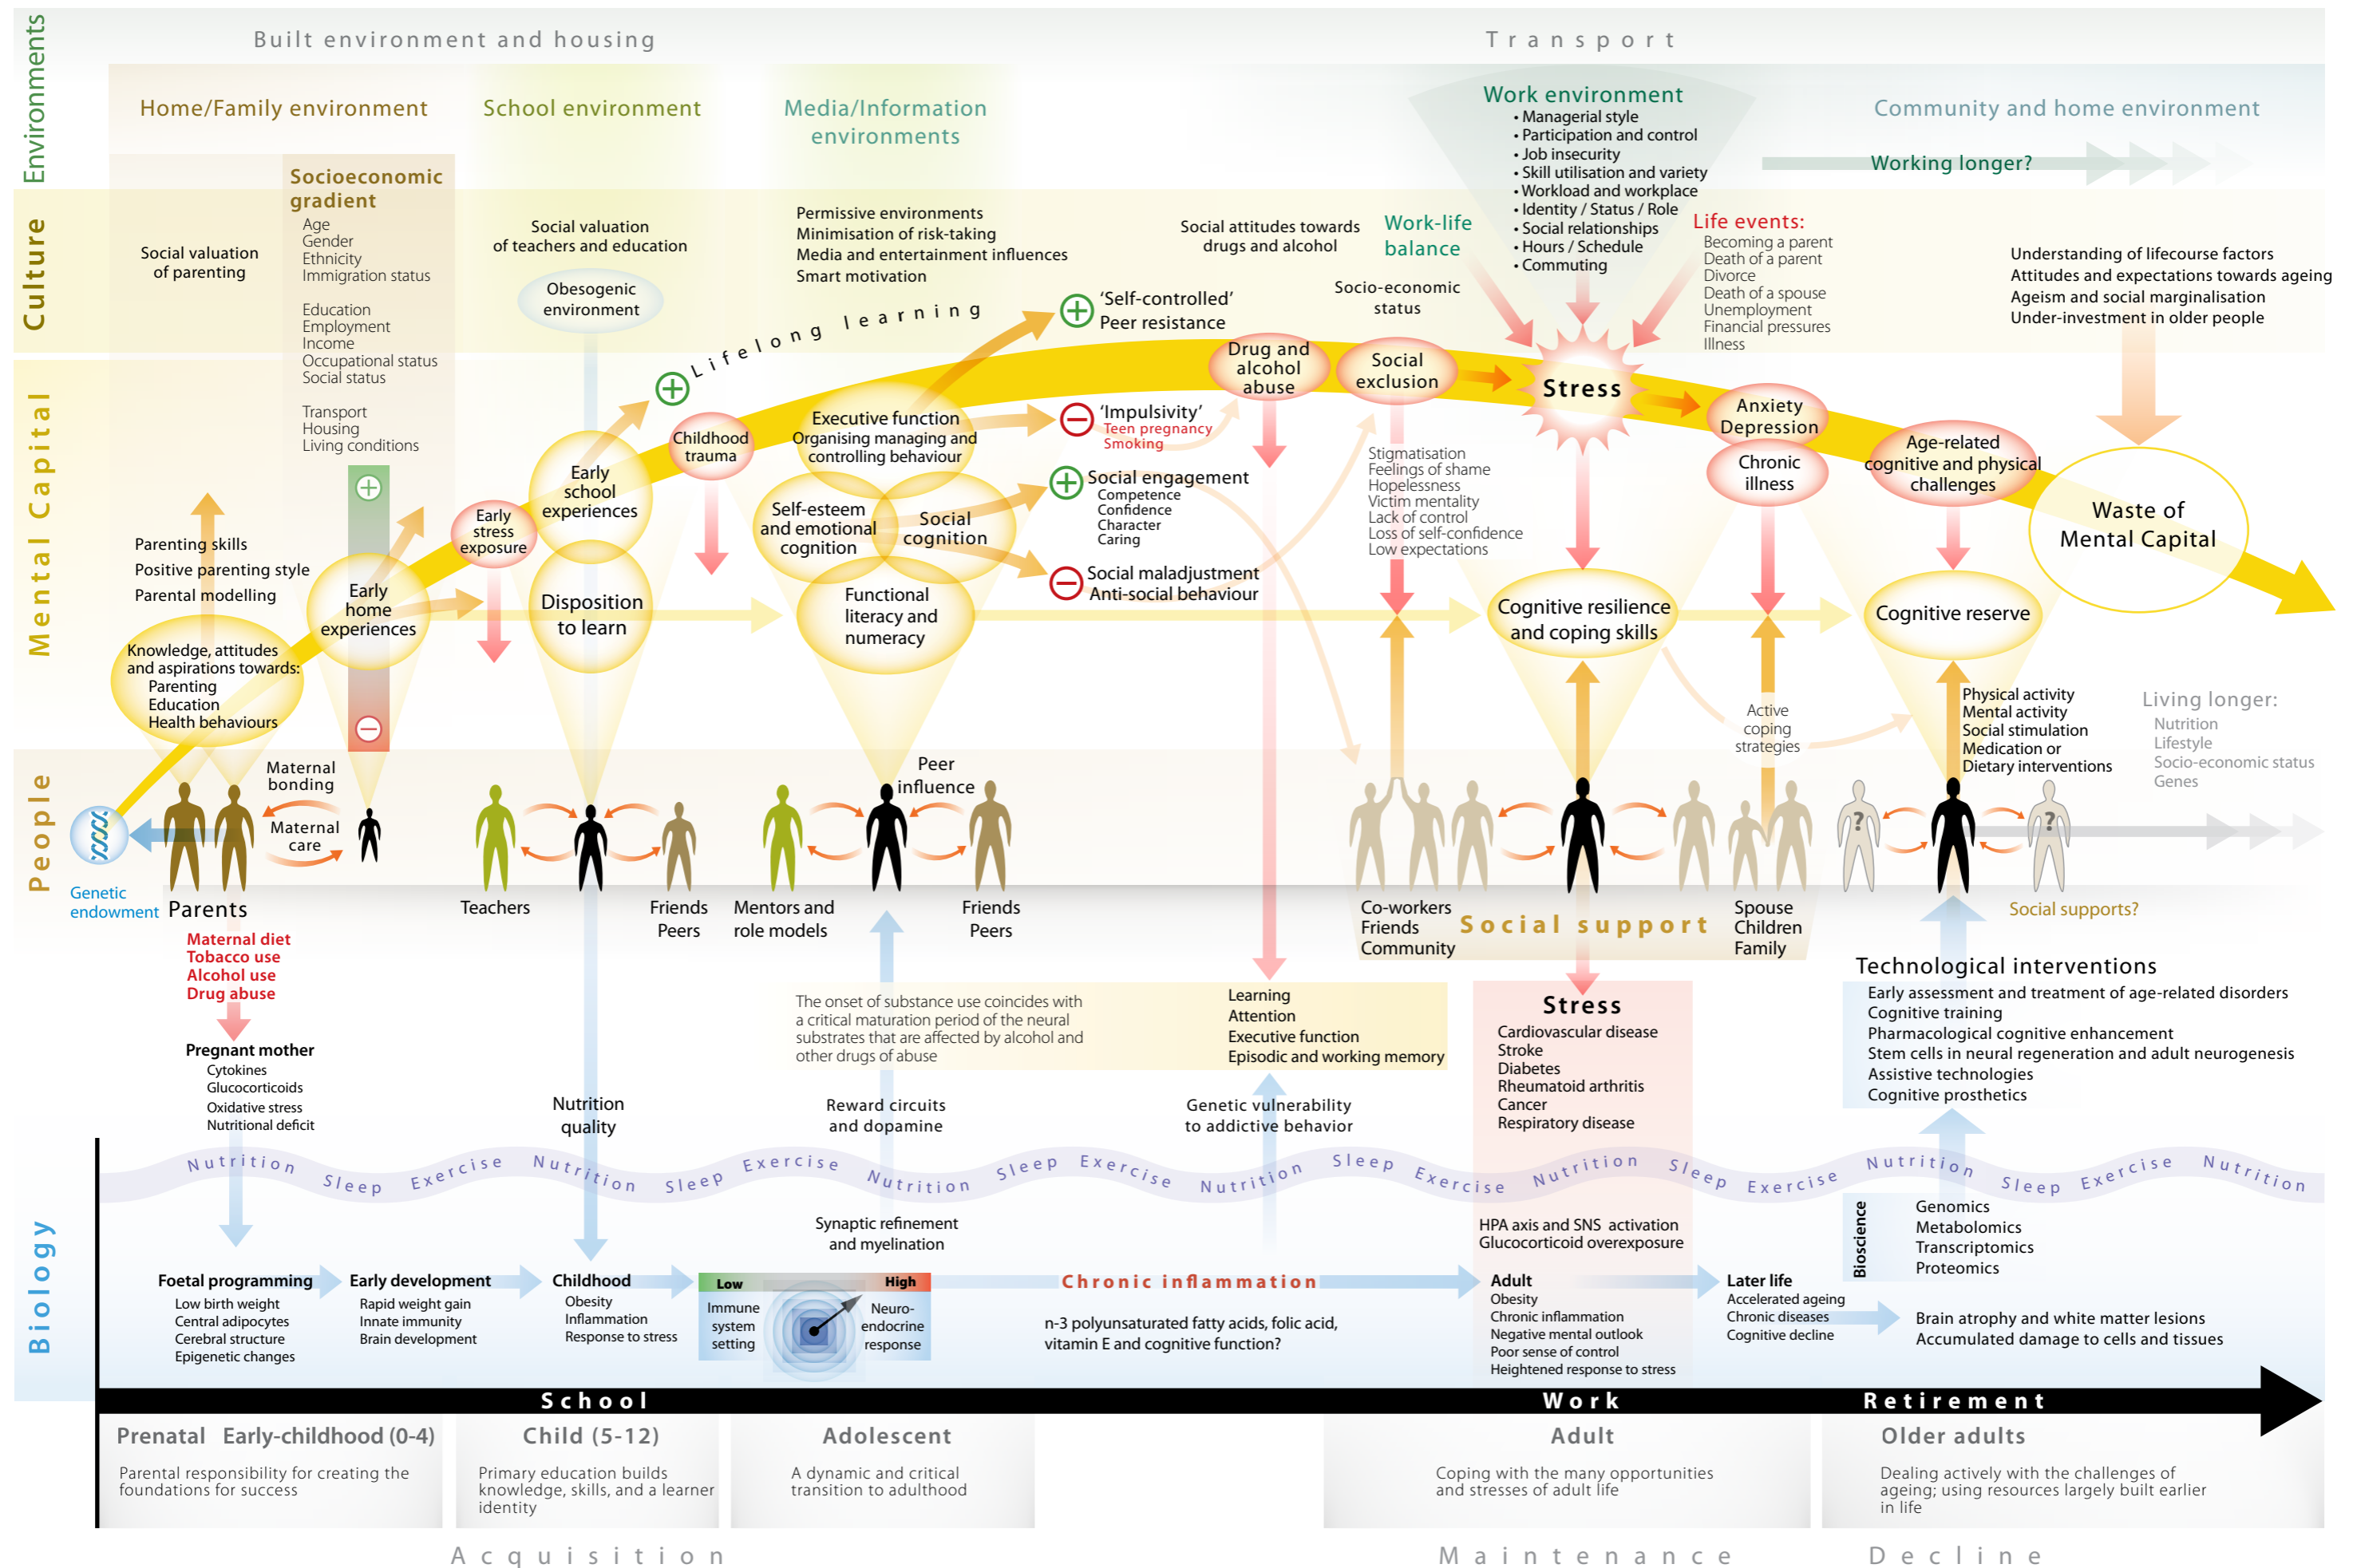 Environments
Built environment and housing
Transport
Home/Family environment
School environment
Media/Information
environments
Work environment
• Managerial style
• Participation and control
• Job insecurity
• Skill utilisation and variety
• Workload and workplace
• Identity / Status / Role
• Social relationships
• Hours / Schedule
• Commuting
Community and home environment
Working longer?
Culture
Social valuation
of parenting
Socioeconomic
gradient
Age
Gender
Ethnicity
Immigration status
Education
Employment
Income
Occupational status
Social status
Transport
Housing
Living conditions
Social valuation
of teachers and education
Obesogenic
environment
Permissive environments
Minimisation of risk-taking
Media and entertainment influences
Smart motivation
Lifelong learning
'Self-controlled'
Peer resistance
Social attitudes towards
drugs and alcohol
Work-life
balance
Socio-economic
status
Life events:
Becoming a parent
Death of a parent
Divorce
Death of a spouse
Unemployment
Financial pressures
Illness
Understanding of lifecourse factors
Attitudes and expectations towards ageing
Ageism and social marginalisation
Under-investment in older people
Mental Capital
Parenting skills
Positive parenting style
Parental modelling
Knowledge, attitudes
and aspirations towards:
Parenting
Education
Health behaviours
Early
home
experiences
Early
stress
exposure
Early
school
experiences
Disposition
to learn
Childhood
trauma
Executive function
Organising managing and
controlling behaviour
Self-esteem
and emotional
cognition
Social
cognition
Functional
literacy and
numeracy
'Impulsivity'
Teen pregnancy
Smoking
Social engagement
Competence
Confidence
Character
Caring
Social maladjustment
Anti-social behaviour
Drug and
alcohol
abuse
Social
exclusion
Stigmatisation
Feelings of shame
Hopelessness
Victim mentality
Lack of control
Loss of self-confidence
Low expectations
Stress
Cognitive resilience
and coping skills
Anxiety
Depression
Chronic
illness
Age-related
cognitive and physical
challenges
Cognitive reserve
Waste of
Mental Capital
Active
coping
strategies
Physical activity
Mental activity
Social stimulation
Medication or
Dietary interventions
Living longer:
Nutrition
Lifestyle
Socio-economic status
Genes
People
Genetic
endowment
Maternal
bonding
Maternal
care
Parents
Maternal diet
Tobacco use
Alcohol use
Drug abuse
Teachers
Friends
Peers
Mentors and
role models
Peer
influence
Friends
Peers
Co-workers
Friends
Community
Social support
Spouse
Children
Family
?
?
Social supports?
Pregnant mother
Cytokines
Glucocorticoids
Oxidative stress
Nutritional deficit
Nutrition
quality
The onset of substance use coincides with
a critical maturation period of the neural
substrates that are affected by alcohol and
other drugs of abuse
Learning
Attention
Executive function
Episodic and working memory
Reward circuits
and dopamine
Genetic vulnerability
to addictive behavior
Stress
Cardiovascular disease
Stroke
Diabetes
Rheumatoid arthritis
Cancer
Respiratory disease
Technological interventions
Early assessment and treatment of age-related disorders
Cognitive training
Pharmacological cognitive enhancement
Stem cells in neural regeneration and adult neurogenesis
Assistive technologies
Cognitive prosthetics
Nutrition Sleep Exercise Nutrition Sleep Exercise Nutrition Sleep Exercise Nutrition Sleep Exercise Nutrition Sleep Exercise Nutrition Sleep Exercise Nutrition
Biology
Synaptic refinement
and myelination
HPA axis and SNS activation
Glucocorticoid overexposure
Bioscience
Genomics
Metabolomics
Transcriptomics
Proteomics
Foetal programming
Low birth weight
Central adipocytes
Cerebral structure
Epigenetic changes
Early development
Rapid weight gain
Innate immunity
Brain development
Childhood
Obesity
Inflammation
Response to stress
Low
High
Immune
system
setting
Neuro-
endocrine
response
Chronic inflammation
n-3 polyunsaturated fatty acids, folic acid,
vitamin E and cognitive function?
Adult
Obesity
Chronic inflammation
Negative mental outlook
Poor sense of control
Heightened response to stress
Later life
Accelerated ageing
Chronic diseases
Cognitive decline
Brain atrophy and white matter lesions
Accumulated damage to cells and tissues
School
Work
Retirement
Prenatal Early-childhood (0-4)
Parental responsibility for creating the
foundations for success
Child (5-12)
Primary education builds
knowledge, skills, and a learner
identity
Adolescent
A dynamic and critical
transition to adulthood
Adult
Coping with the many opportunities
and stresses of adult life
Older adults
Dealing actively with the challenges of
ageing; using resources largely built earlier
in life
Acquisition
Maintenance
Decline